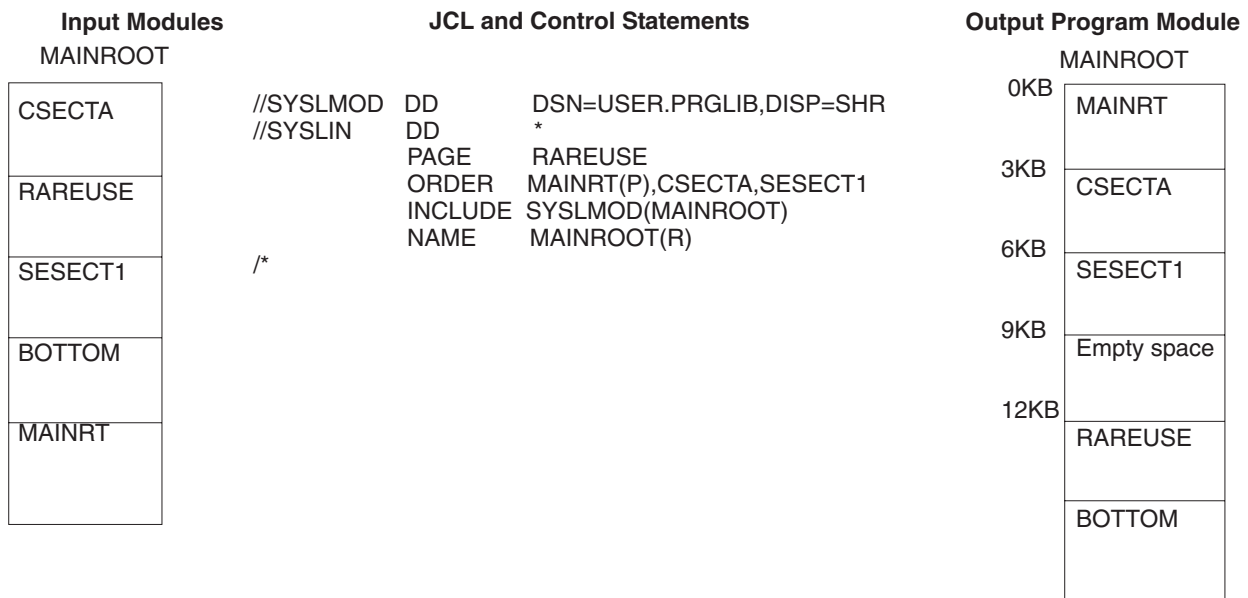 Input Modules
MAINROOT
CSECTA
RAREUSE
SESECT1
BOTTOM
MAINRT
JCL and Control Statements
//SYSLMOD DD DSN=USER.PRGLIB,DISP=SHR
//SYSLIN DD *
PAGE RAREUSE
ORDER MAINRT(P),CSECTA,SESECT1
INCLUDE SYSLMOD(MAINROOT)
NAME MAINROOT(R)
/*
Output Program Module
MAINROOT
0KB
MAINRT
3KB
CSECTA
6KB
SESECT1
9KB
Empty space
12KB
RAREUSE
BOTTOM